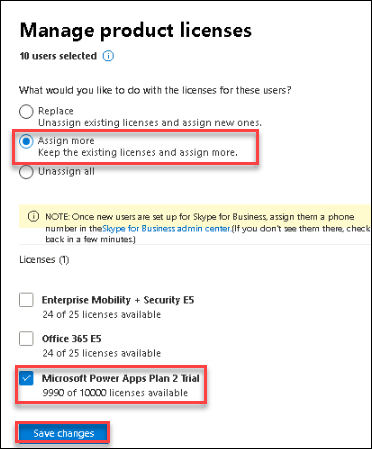 Manage product licenses
10 users selected
What would you like to do with the licenses for these users?
Replace
Unassign existing licenses and assign new ones.
Assign more
Keep the existing licenses and assign more.
Unassign all
NOTE: Once new users are set up for Skype for Business, assign them a phone
number in theSkype for Business admin center.(If you don't see them there, check
back in a few minutes.)
Licenses (1)
Enterprise Mobility + Security E5
24 of 25 licenses available
Office 365 E5
24 of 25 licenses available
Microsoft Power Apps Plan 2 Trial
9990 of 10000 licenses available
Save changes